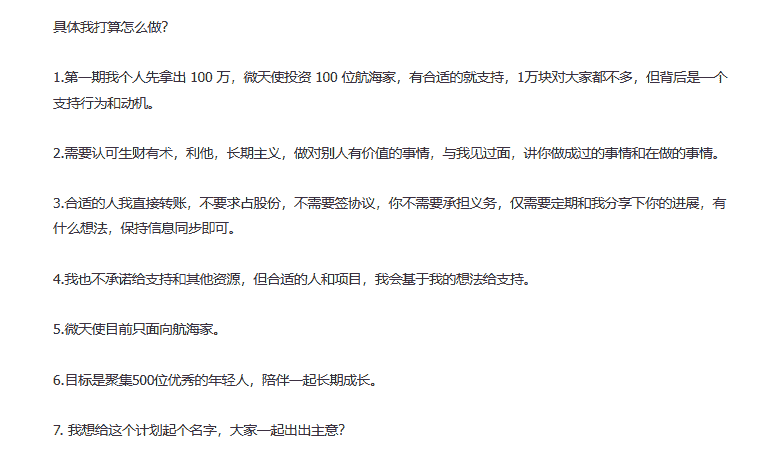 具体我打算怎么做？
1.第一期我个人先拿出 100 万，微天使投资 100 位航海家，有合适的就支持，1万块对大家都不多，但背后是一个
支持行为和动机。
2.需要认可生财有术，利他，长期主义，做对别人有价值的事情，与我见过面，讲你做成过的事情和在做的事情。
3.合适的人我直接转账，不要求占股份，不需要签协议，你不需要承担义务，仅需要定期和我分享下你的进展，有
什么想法，保持信息同步即可。
4.我也不承诺给支持和其他资源，但合适的人和项目，我会基于我的想法给支持。
5.微天使目前只面向航海家。
6.目标是聚集500位优秀的年轻人，陪伴一起长期成长。
7. 我想给这个计划起个名字，大家一起出出主意？